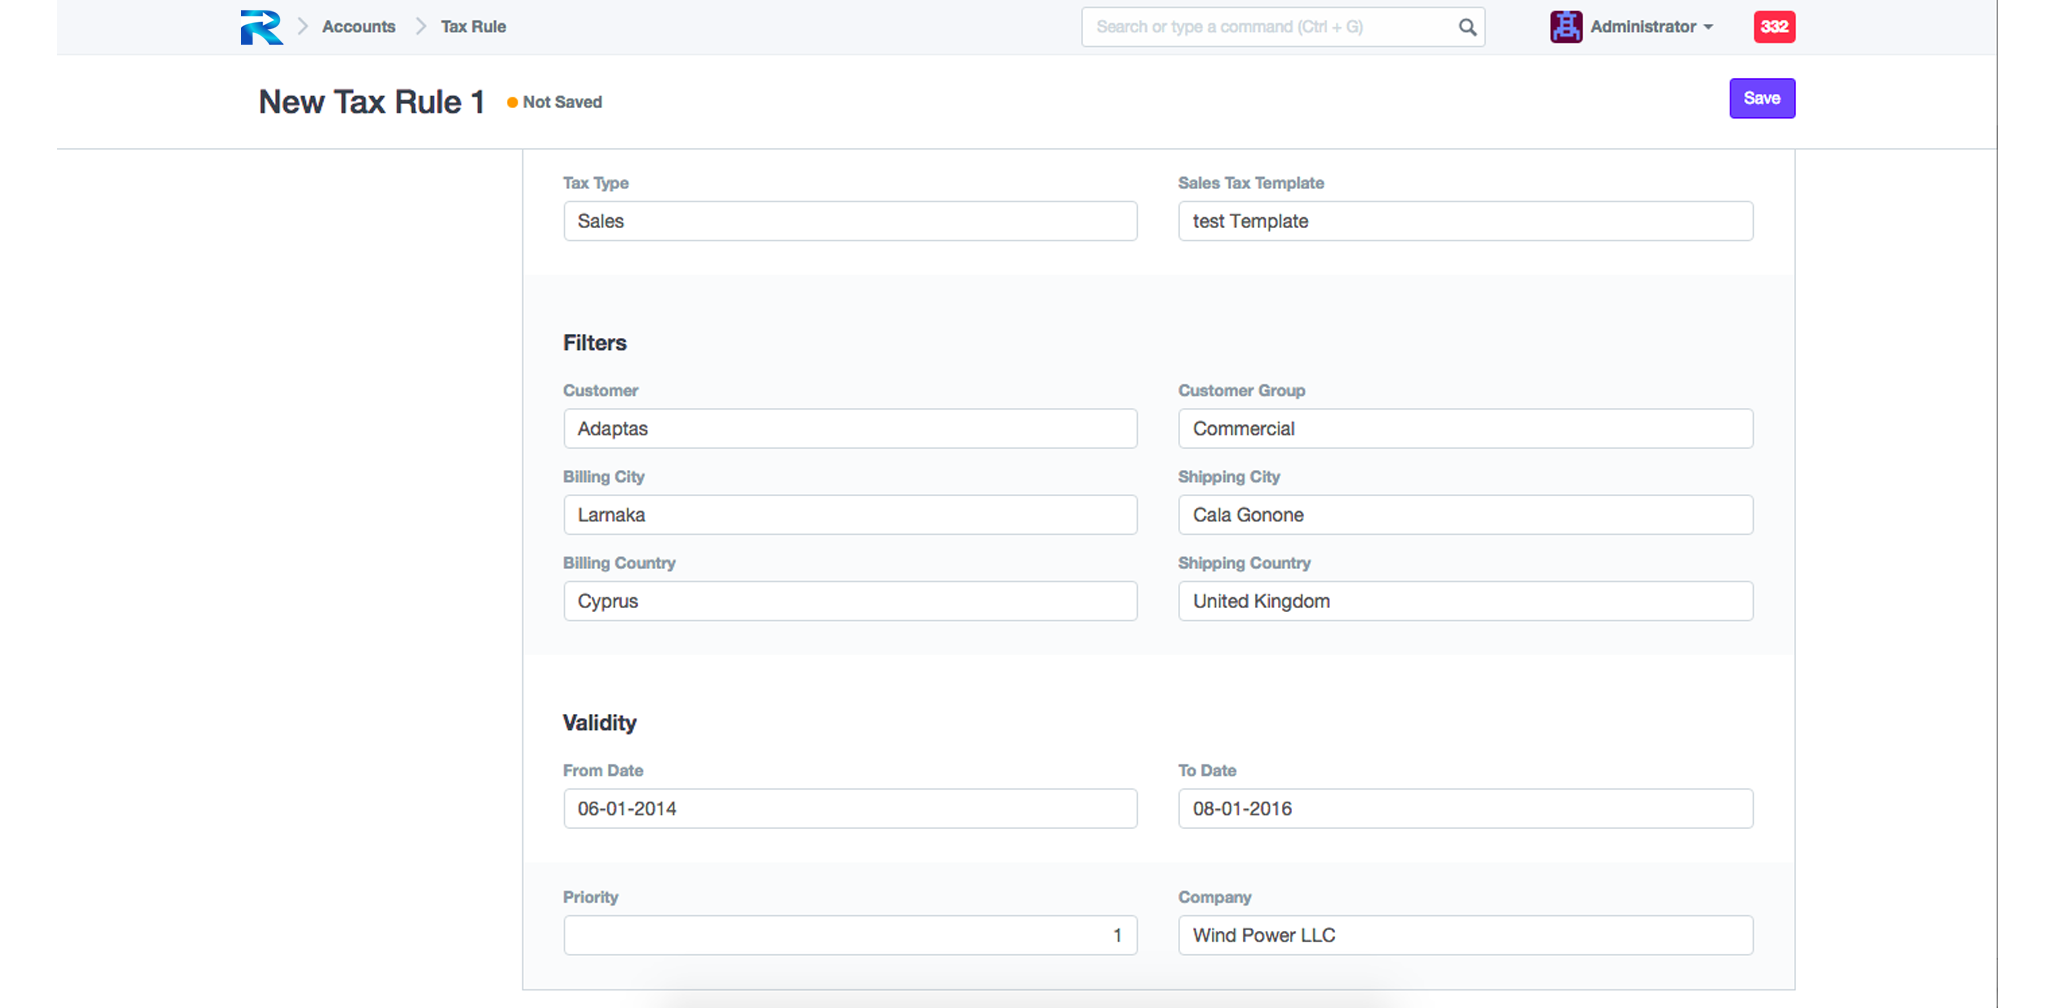 Accounts Tax Rule Search or type a command (Ctrl + G) Administrator 332
New Tax Rule 1 Not Saved Save
Tax Type Sales Tax Template
Sales test Template
Filters
Customer Customer Group
Adaptas Commercial
Billing City Shipping City
Larnaka Cala Gonone
Billing Country Shipping Country
Cyprus United Kingdom
Validity
From Date To Date
06-01-2014 08-01-2016
Priority Company
1 Wind Power LLC